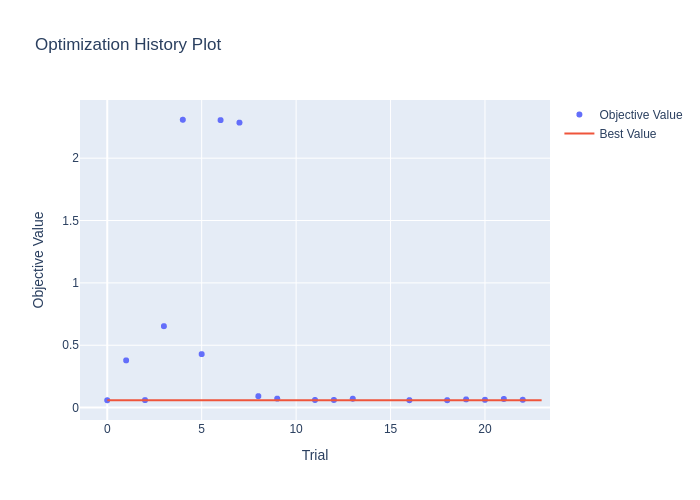 Optimization History Plot
Objective Value
Best Value
2
1.5
1
0.5
0
Objective Value
0
5
10
15
20
Trial